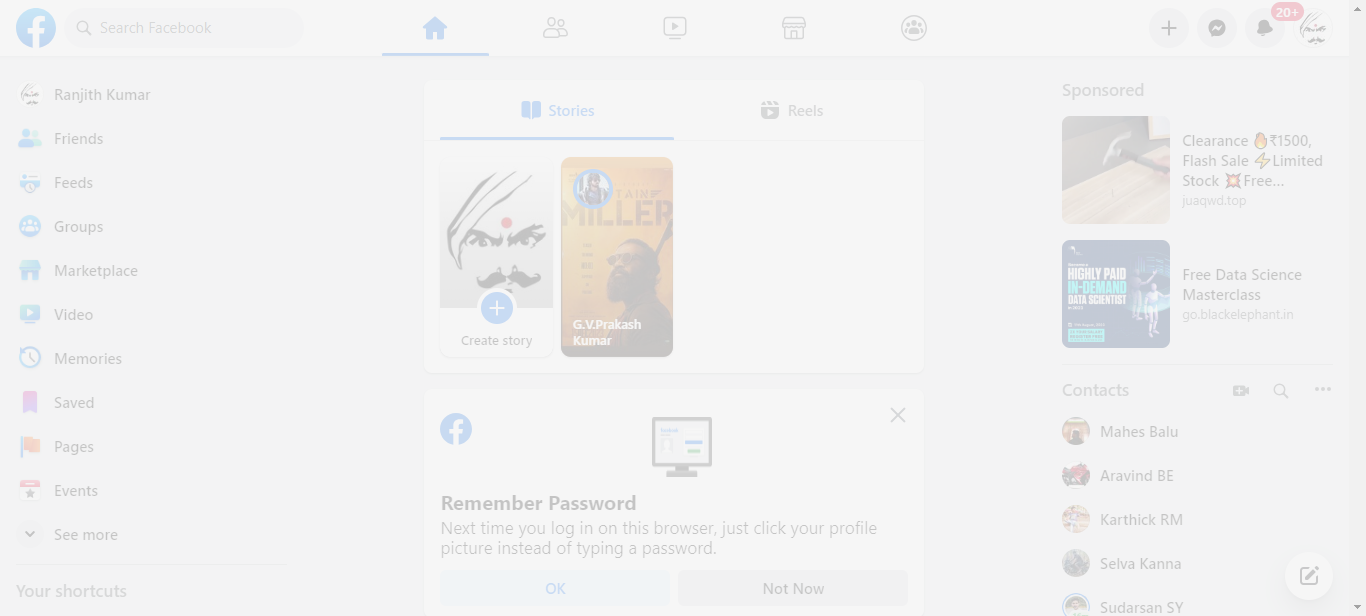 Search Facebook
20+
Ranjith Kumar
Friends
Feeds
Groups
Marketplace
Video
Memories
Saved
Pages
Events
See more
Your shortcuts
Stories
Reels
Create story
TAIN
MILLER
G.V.Prakash
Kumar
Remember Password
Next time you log in on this browser, just click your profile
picture instead of typing a password.
OK
Not Now
Sponsored
Clearance 🔥₹1500,
Flash Sale ⚡Limited
Stock 💥Free...
juaqwd.top
HIGHLY PAID
IN-DEMAND
DATA SCIENTIST
Free Data Science
Masterclass
go.blackelephant.in
Contacts
Mahes Balu
Aravind BE
Karthick RM
Selva Kanna
Sudarsan SY